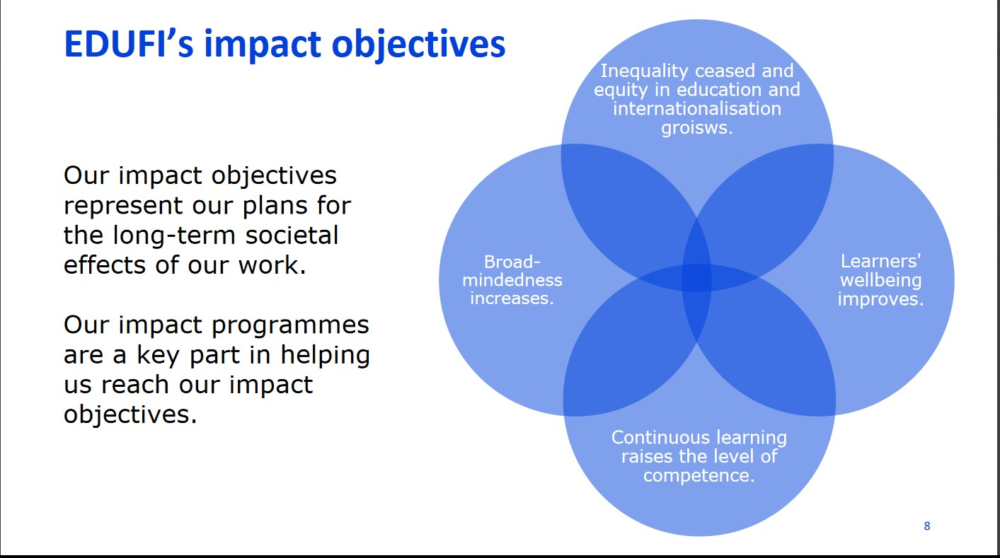 EDUFI’s impact objectives
Our impact objectives
represent our plans for
the long-term societal
effects of our work.
Our impact programmes
are a key part in helping
us reach our impact
objectives.
Inequality ceased and
equity in education and
internationalisation
groisws.
Broad-
mindedness
increases.
Learners'
wellbeing
improves.
Continuous learning
raises the level of
competence.
8